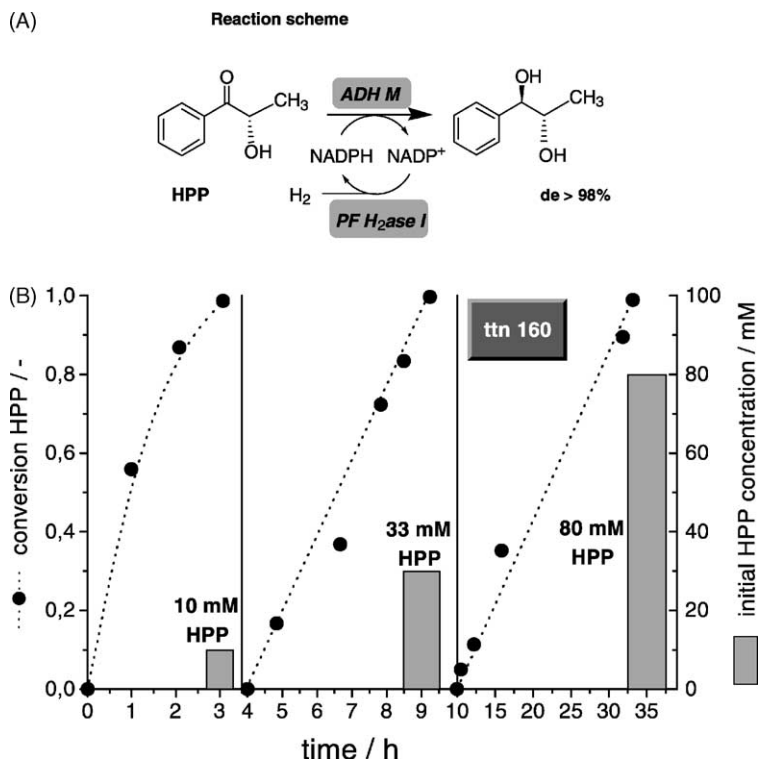 (A)
Reaction scheme
O
CH3
OH
HPP
ADH M
NADPH NADP+
H2
PF H2ase I
OH
CH3
OH
de > 98%
(B)
1,0
0,8
0,6
0,4
0,2
0,0
conversion HPP / -
10 mM
HPP
33 mM
HPP
ttn 160
80 mM
HPP
100
80
60
40
20
0
initial HPP concentration / mM
0 1 2 3 4 5 6 7 8 9 10 15 20 25 30 35
time / h